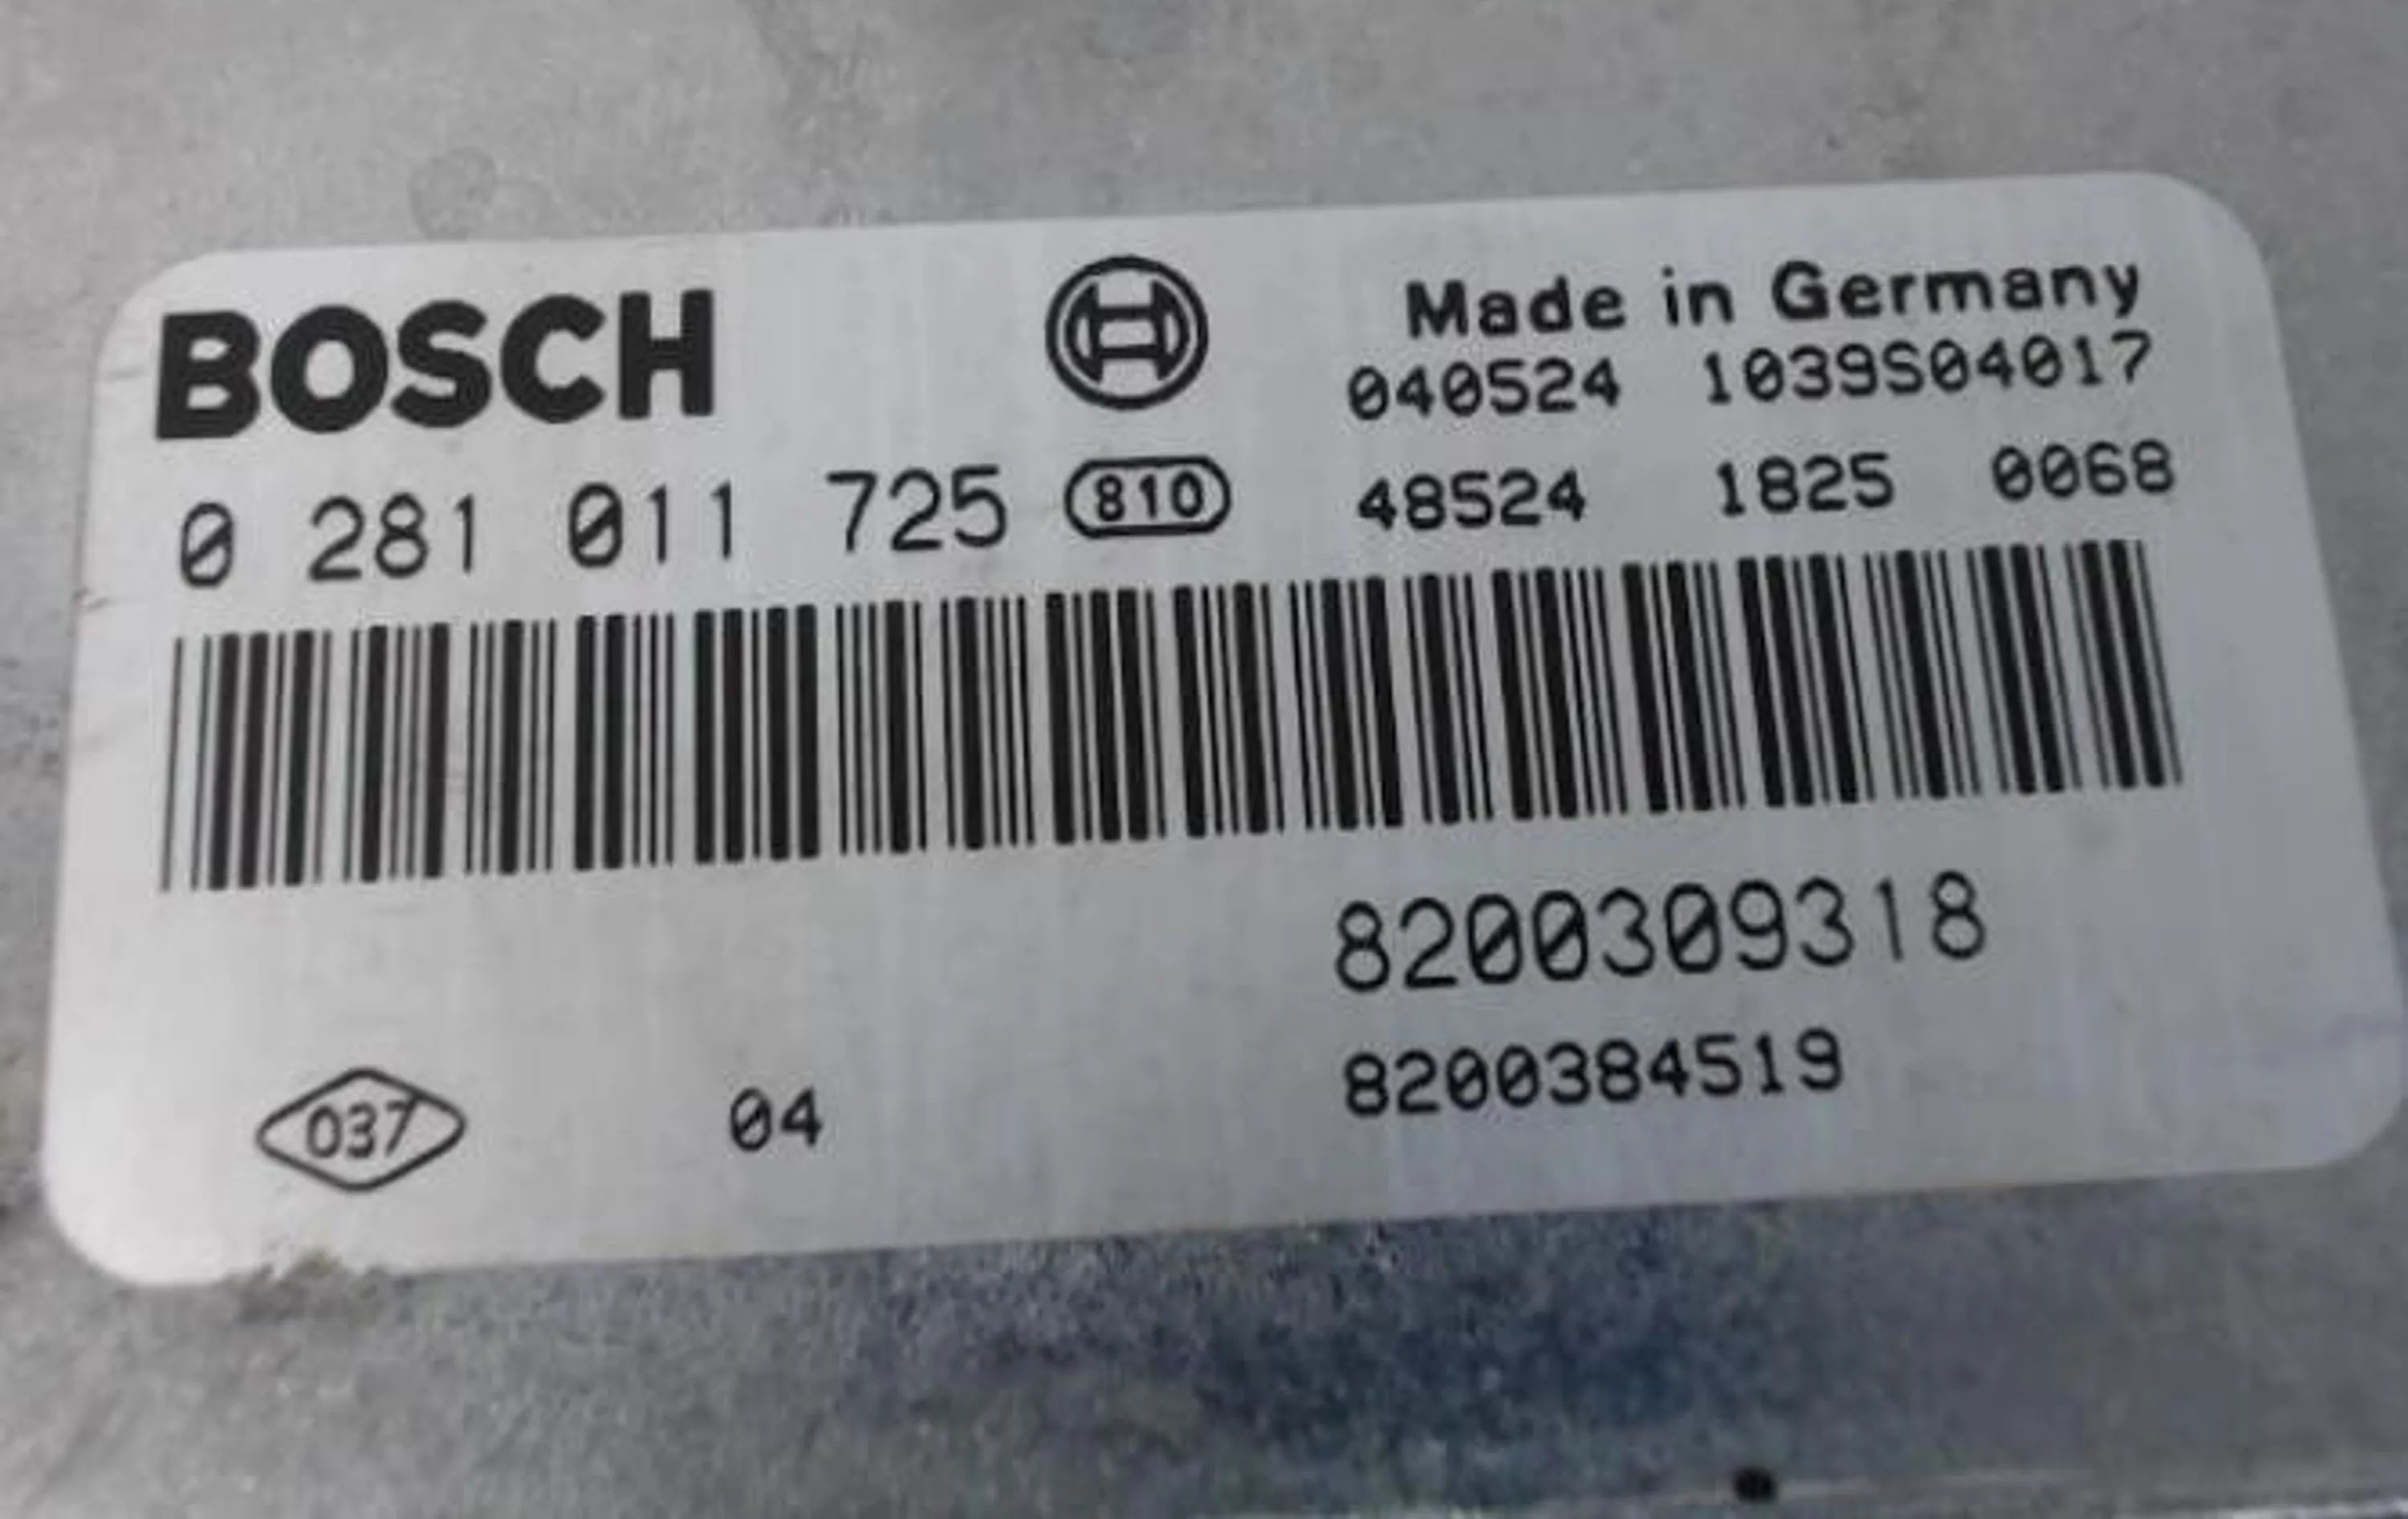 BOSCH
Made in Germany
040524 1039S04017
0 281 011 725 810 48524 1825 0068
8200309318
8200384519
037 04